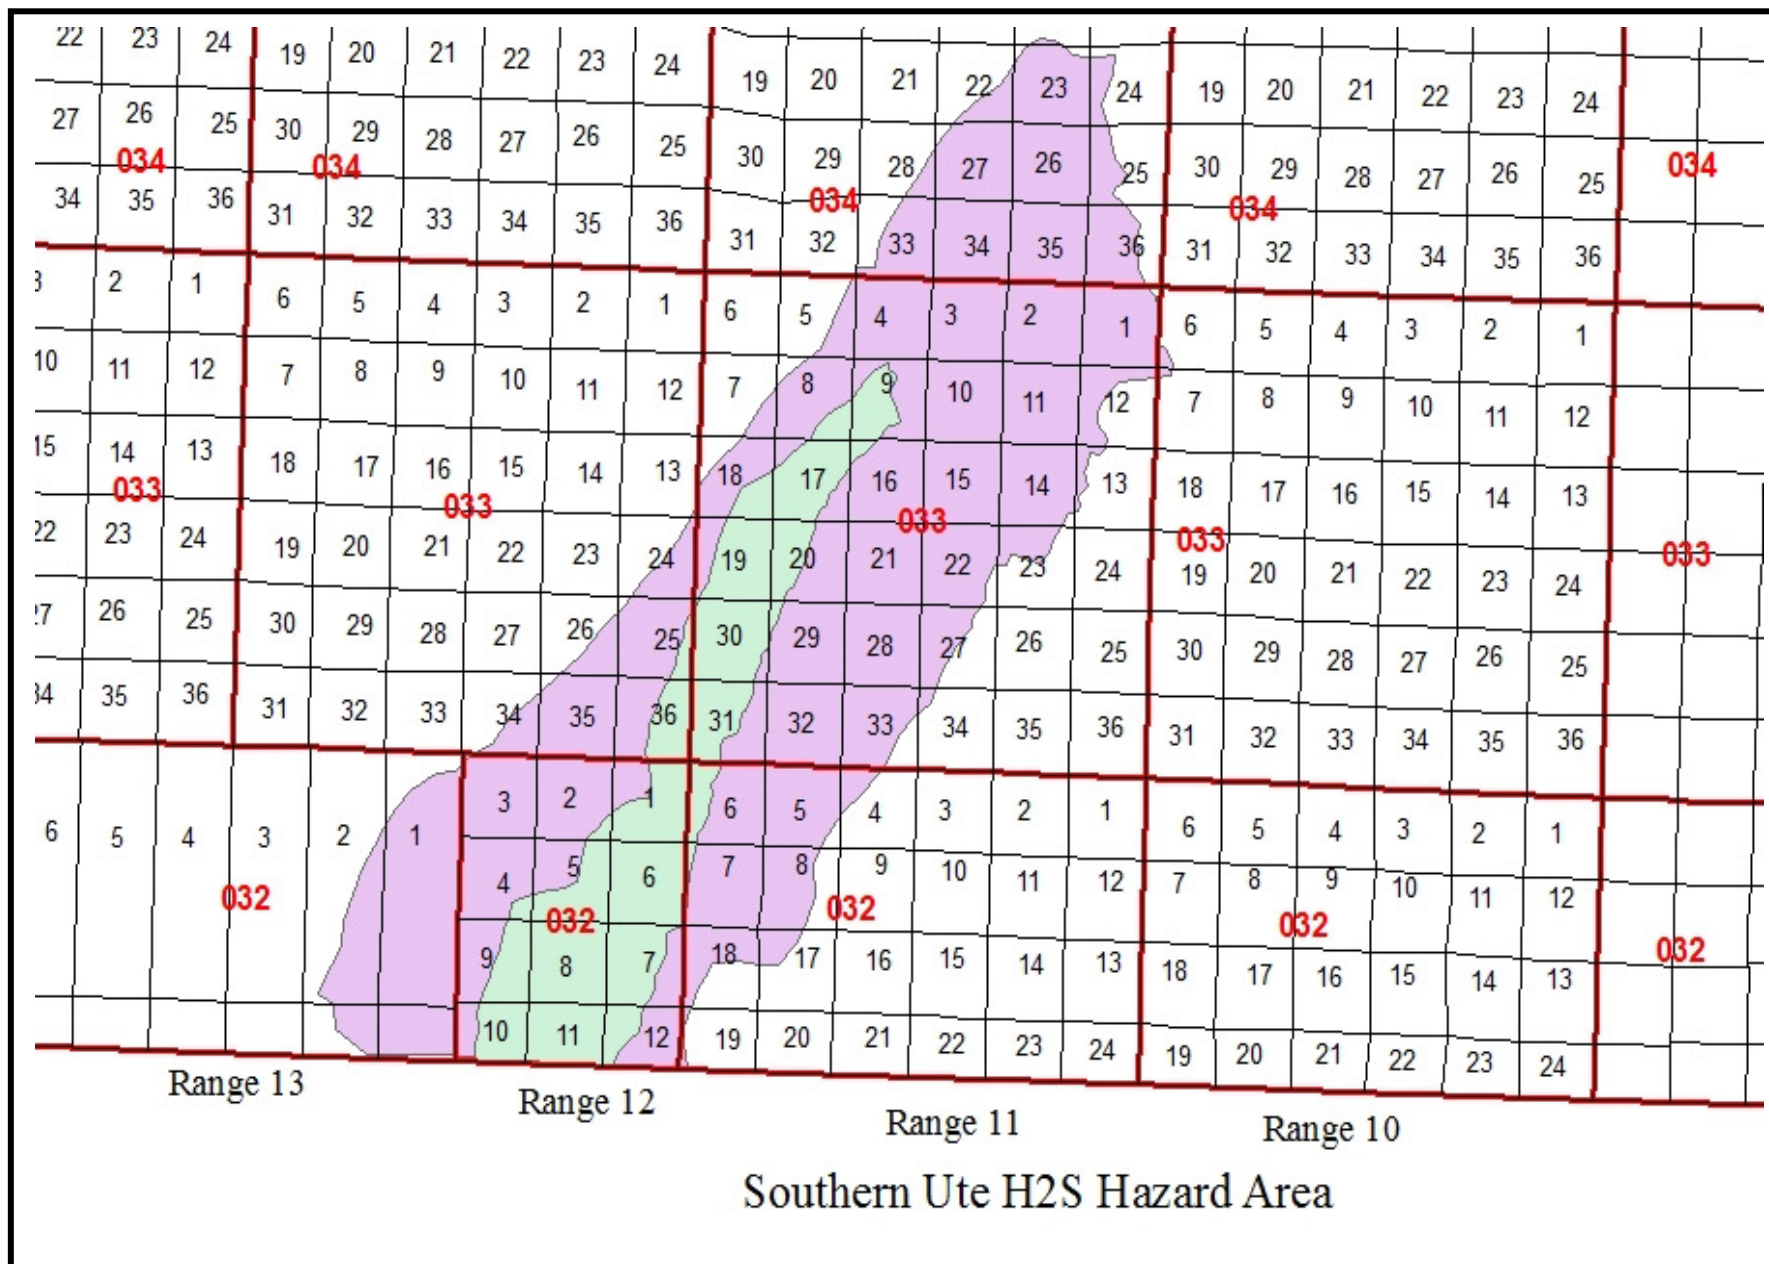 22 23 24 19 20 21 22 23 24 19 20 21 22 23 24 19 20 21 22 23 24
27 26 25 30 29 28 27 26 25 30 29 28 27 26 25 30 29 28 27 26 25
034 034 034 034 034
34 35 36 31 32 33 34 35 36 31 32 33 34 35 36 31 32 33 34 35 36
2 1 6 5 4 3 2 1 6 5 4 3 2 1 6 5 4 3 2 1
10 11 12 7 8 9 10 11 12 7 8 9 10 11 12 7 8 9 10 11 12
15 14 13 18 17 16 15 14 13 18 17 16 15 14 13 18 17 16 15 14 13
033 033 033 033 033
22 23 24 19 20 21 22 23 24 19 20 21 22 23 24 19 20 21 22 23 24
27 26 25 30 29 28 27 26 25 30 29 28 27 26 25 30 29 28 27 26 25
34 35 36 31 32 33 34 35 36 31 32 33 34 35 36 31 32 33 34 35 36
6 5 4 3 2 1 3 2 1 6 5 4 3 2 1 6 5 4 3 2 1
4 5 6 7 8 9 10 11 12 7 8 9 10 11 12
032 032 032 032 032
9 8 7 18 17 16 15 14 13 18 17 16 15 14 13
10 11 12 19 20 21 22 23 24 19 20 21 22 23 24
Range 13 Range 12 Range 11 Range 10
Southern Ute H2S Hazard Area